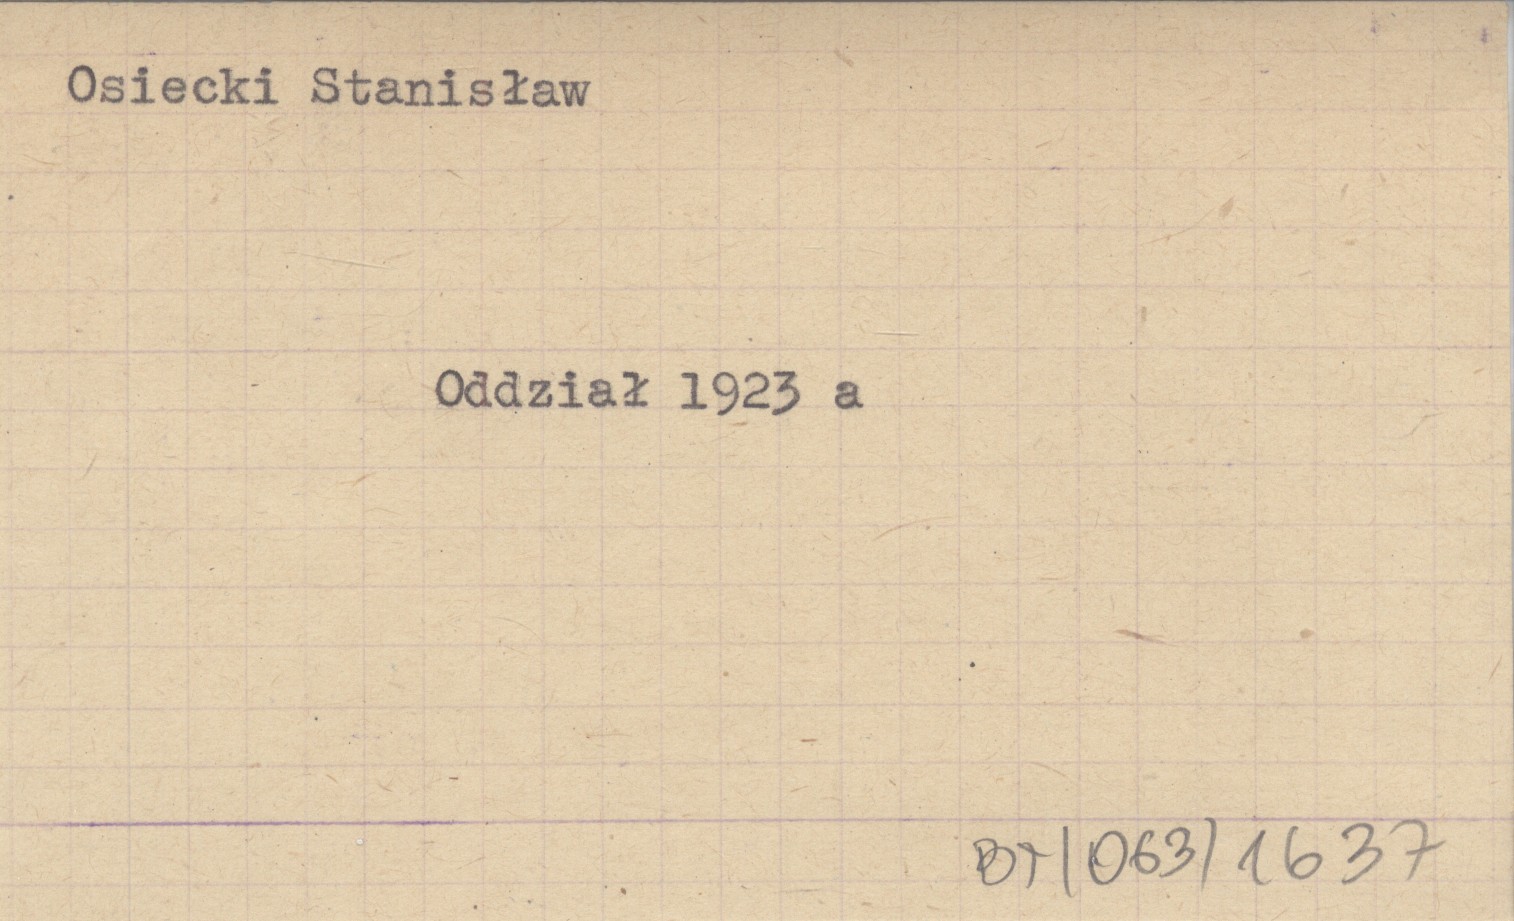 Osiecki Stanisław
Oddział 1923 a
BT/063/1637